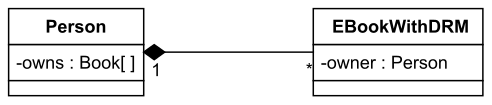 Person
-owns : Book[ ]
1
*
EBookWithDRM
-owner : Person